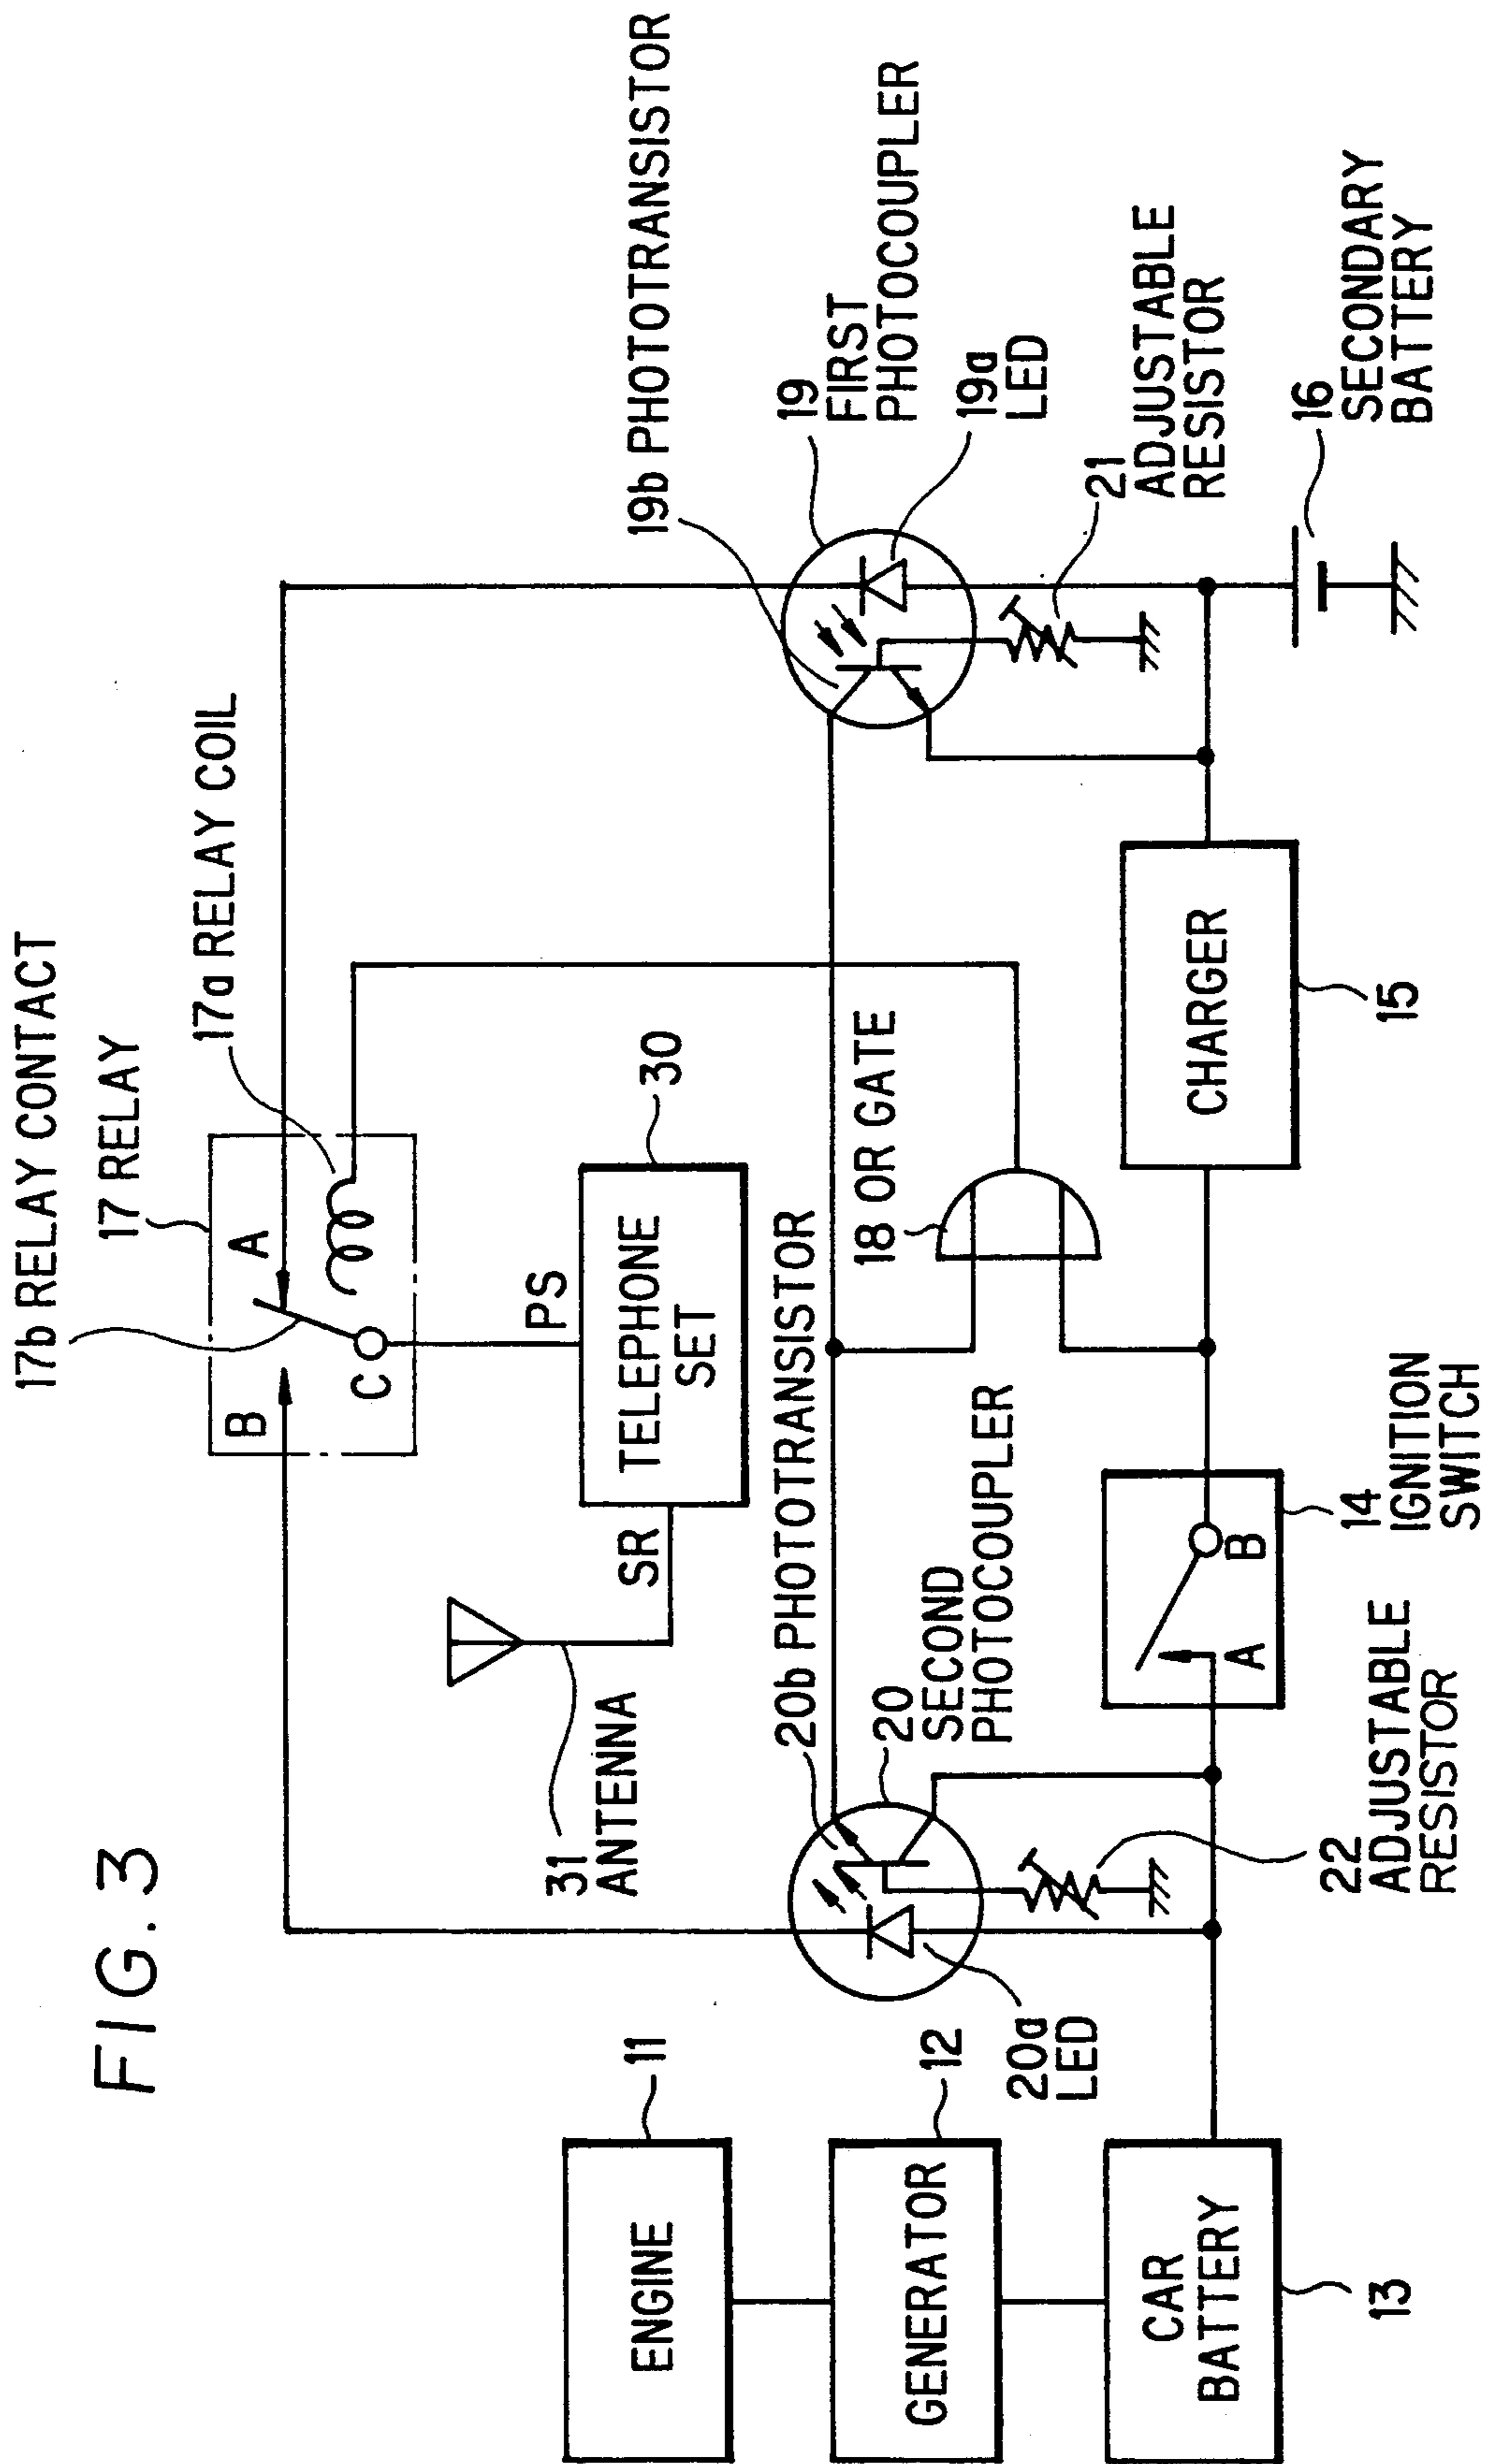 FIG. 3
17b RELAY CONTACT
17 RELAY
17a RELAY COIL
B
A
C
PS
SR
30
TELEPHONE
SET
31
ANTENNA
11
ENGINE
12
GENERATOR
13
CAR
BATTERY
20a
LED
20b PHOTOTRANSISTOR
20
SECOND
PHOTOCOUPLER
22
ADJUSTABLE
RESISTOR
A
B
14
IGNITION
SWITCH
18 OR GATE
CHARGER
15
19b PHOTOTRANSISTOR
19
FIRST
PHOTOCOUPLER
19a
LED
21
ADJUSTABLE
RESISTOR
16
SECONDARY
BATTERY